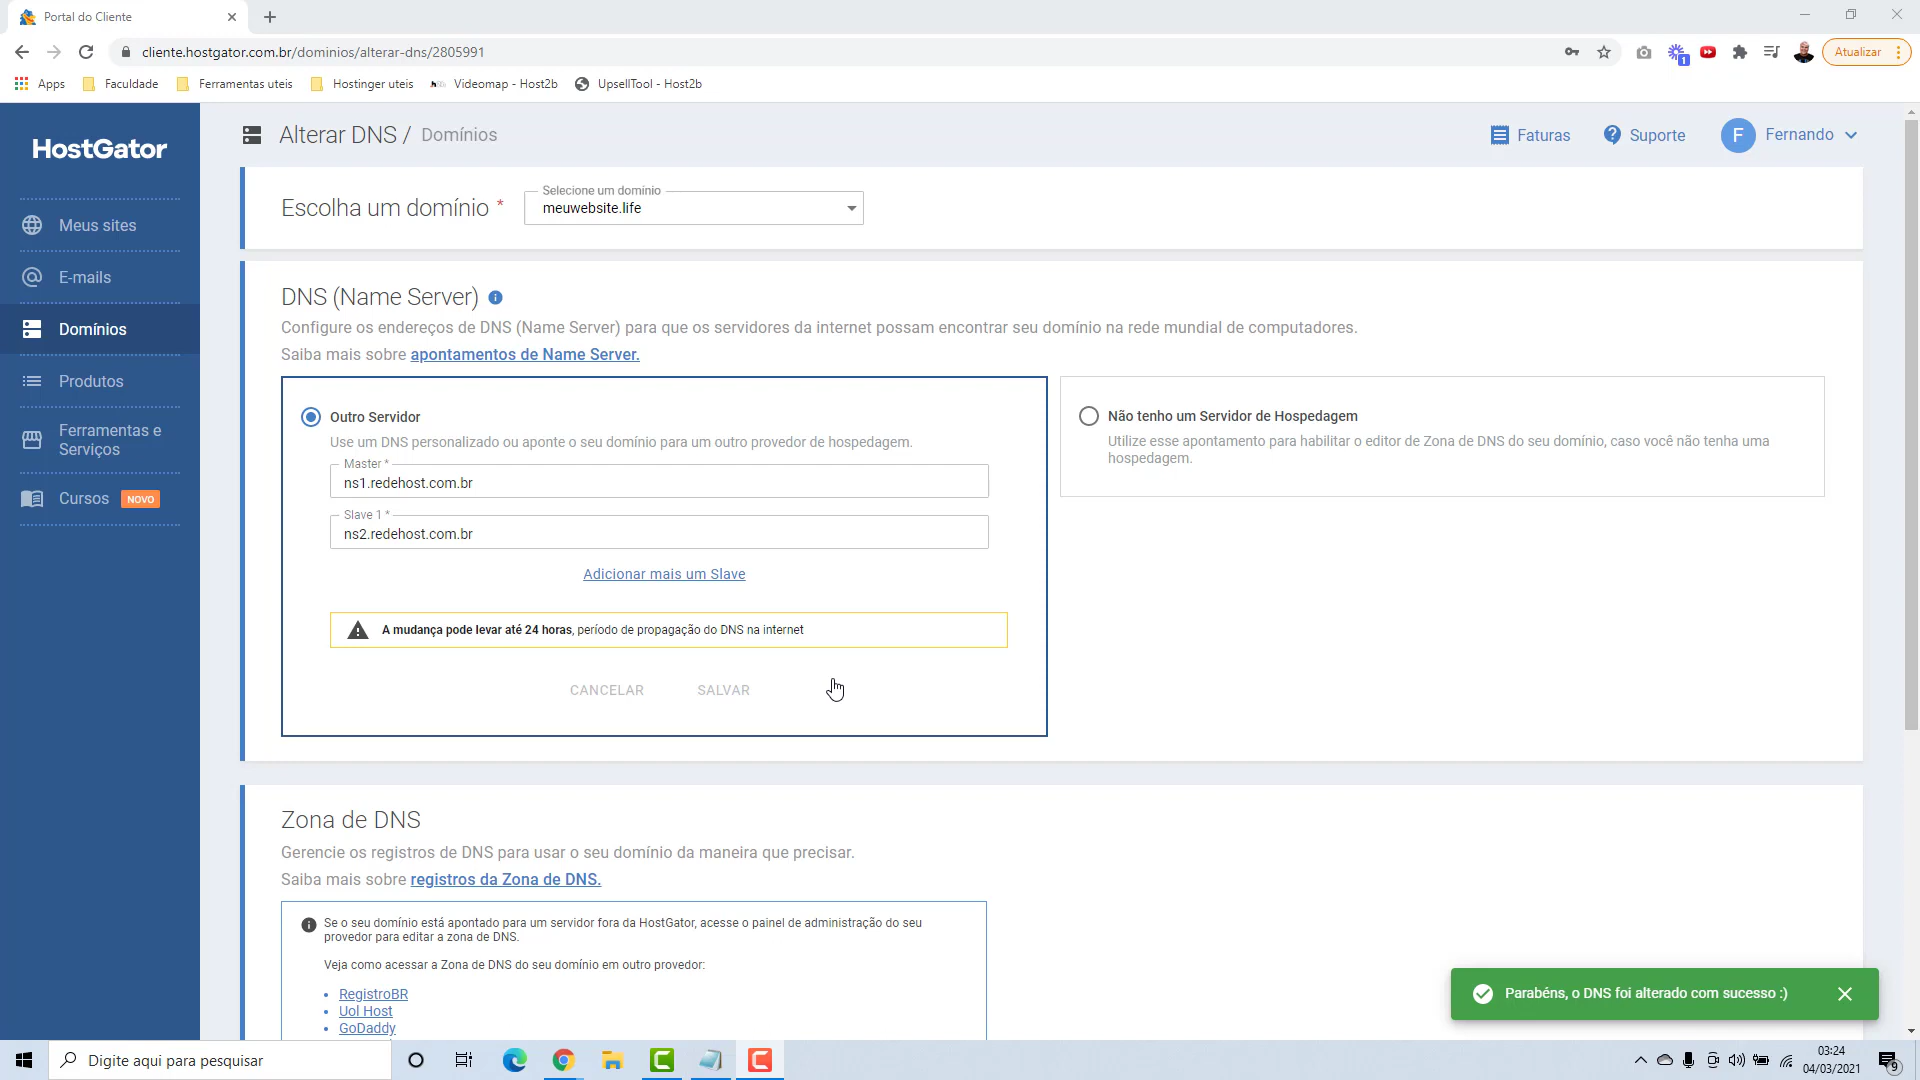 Portal do Cliente
cliente.hostgator.com.br/dominios/alterar-dns/2805991
1
Atualizar
Apps
Faculdade
Ferramentas uteis
Hostinger uteis
Videomap - Host2b
UpsellTool - Host2b
HostGator
Alterar DNS / Domínios
Faturas
Suporte
F
Fernando
Meus sites
E-mails
Domínios
Produtos
Ferramentas e
Serviços
Cursos
NOVO
Escolha um domínio *
Selecione um domínio
meuwebsite.life
DNS (Name Server)
Configure os endereços de DNS (Name Server) para que os servidores da internet possam encontrar seu domínio na rede mundial de computadores.
Saiba mais sobre apontamentos de Name Server.
Outro Servidor
Use um DNS personalizado ou aponte o seu domínio para um outro provedor de hospedagem.
Master *
ns1.redehost.com.br
Slave 1 *
ns2.redehost.com.br
Adicionar mais um Slave
A mudança pode levar até 24 horas, período de propagação do DNS na internet
CANCELAR
SALVAR
Não tenho um Servidor de Hospedagem
Utilize esse apontamento para habilitar o editor de Zona de DNS do seu domínio, caso você não tenha uma
hospedagem.
Zona de DNS
Gerencie os registros de DNS para usar o seu domínio da maneira que precisar.
Saiba mais sobre registros da Zona de DNS.
Se o seu domínio está apontado para um servidor fora da HostGator, acesse o painel de administração do seu
provedor para editar a zona de DNS.
Veja como acessar a Zona de DNS do seu domínio em outro provedor:
RegistroBR
Uol Host
GoDaddy
Parabéns, o DNS foi alterado com sucesso :)
Digite aqui para pesquisar
03:24
04/03/2021
9